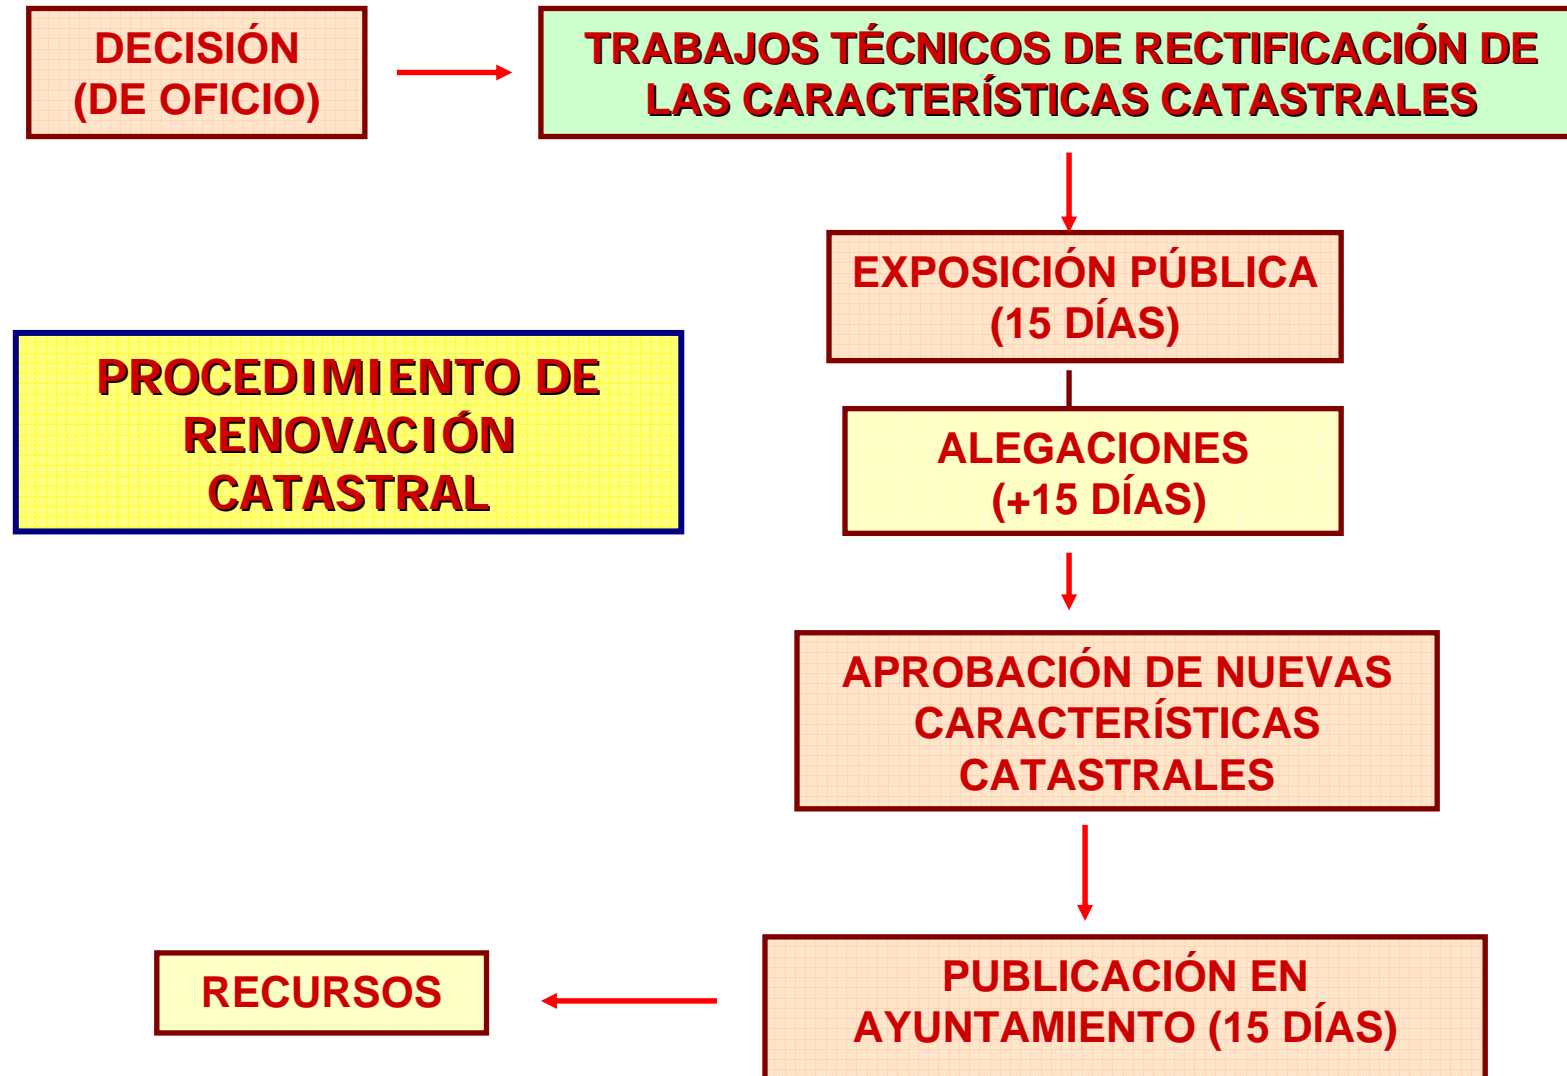 DECISIÓN
(DE OFICIO)
TRABAJOS TÉCNICOS DE RECTIFICACIÓN DE
LAS CARACTERÍSTICAS CATASTRALES
EXPOSICIÓN PÚBLICA
(15 DÍAS)
PROCEDIMIENTO DE
RENOVACIÓN
CATASTRAL
ALEGACIONES
(+15 DÍAS)
APROBACIÓN DE NUEVAS
CARACTERÍSTICAS
CATASTRALES
PUBLICACIÓN EN
AYUNTAMIENTO (15 DÍAS)
RECURSOS